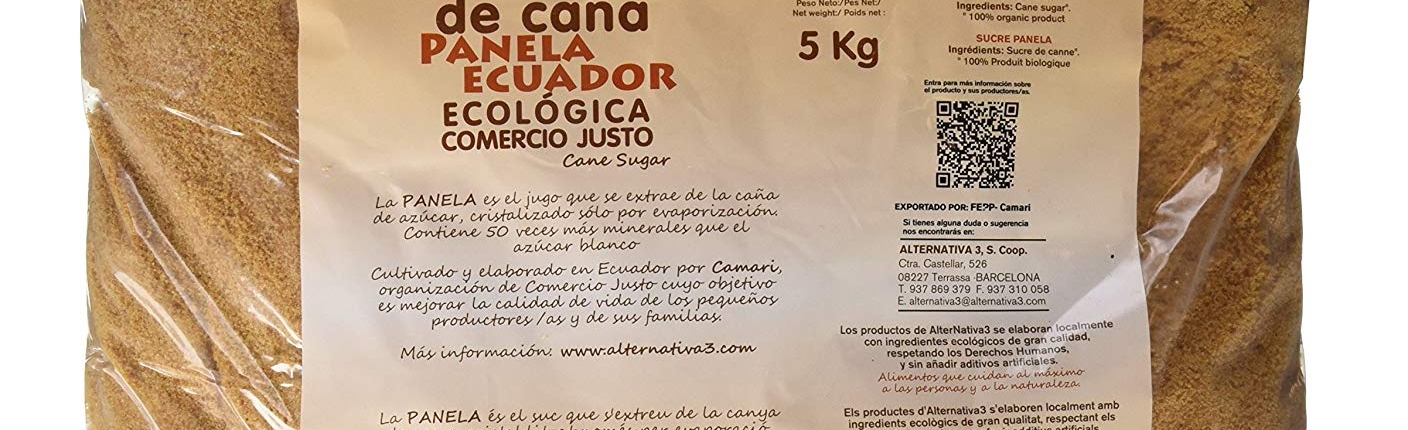 de caña
PANELA
ECUADOR
ECOLÓGICA
COMERCIO JUSTO
Cane Sugar
La PANELA es el jugo que se extrae de la caña
de azúcar, cristalizado sólo por evaporización.
Contiene 50 veces más minerales que el
azúcar blanco
Cultivado y elaborado en Ecuador por Camari,
organización de Comercio Justo cuyo objetivo
es mejorar la calidad de vida de los pequeños
productores /as y de sus familias.
Más información: www.alternativa3.com
La PANELA és el suc que s'extreu de la canya
Peso Neto:/Pes Net:/
Net weight:/ Poids net :
5 Kg
Ingredients: Cane sugar*.
* 100% organic product
SUCRE PANELA
Ingrédients: Sucre de canne*.
* 100% Produit biologique
Entra para más información sobre
el producto y sus productores/as.
EXPORTADO POR: FEPP- Camari
Si tienes alguna duda o sugerencia
nos encontrarás en:
ALTERNATIVA 3, S. Coop.
Ctra. Castellar, 526
08227 Terrassa -BARCELONA
T. 937 869 379 F. 937 310 058
E. alternativa3@alternativa3.com
Los productos de AlterNativa3 se elaboran localmente
con ingredientes ecológicos de gran calidad,
respetando los Derechos Humanos,
y sin añadir aditivos artificiales.
Alimentos que cuidan al máximo
a las personas y a la naturaleza.
Els productes d'Alternativa3 s'elaboren localment amb
ingredients ecològics de gran qualitat, respectant els